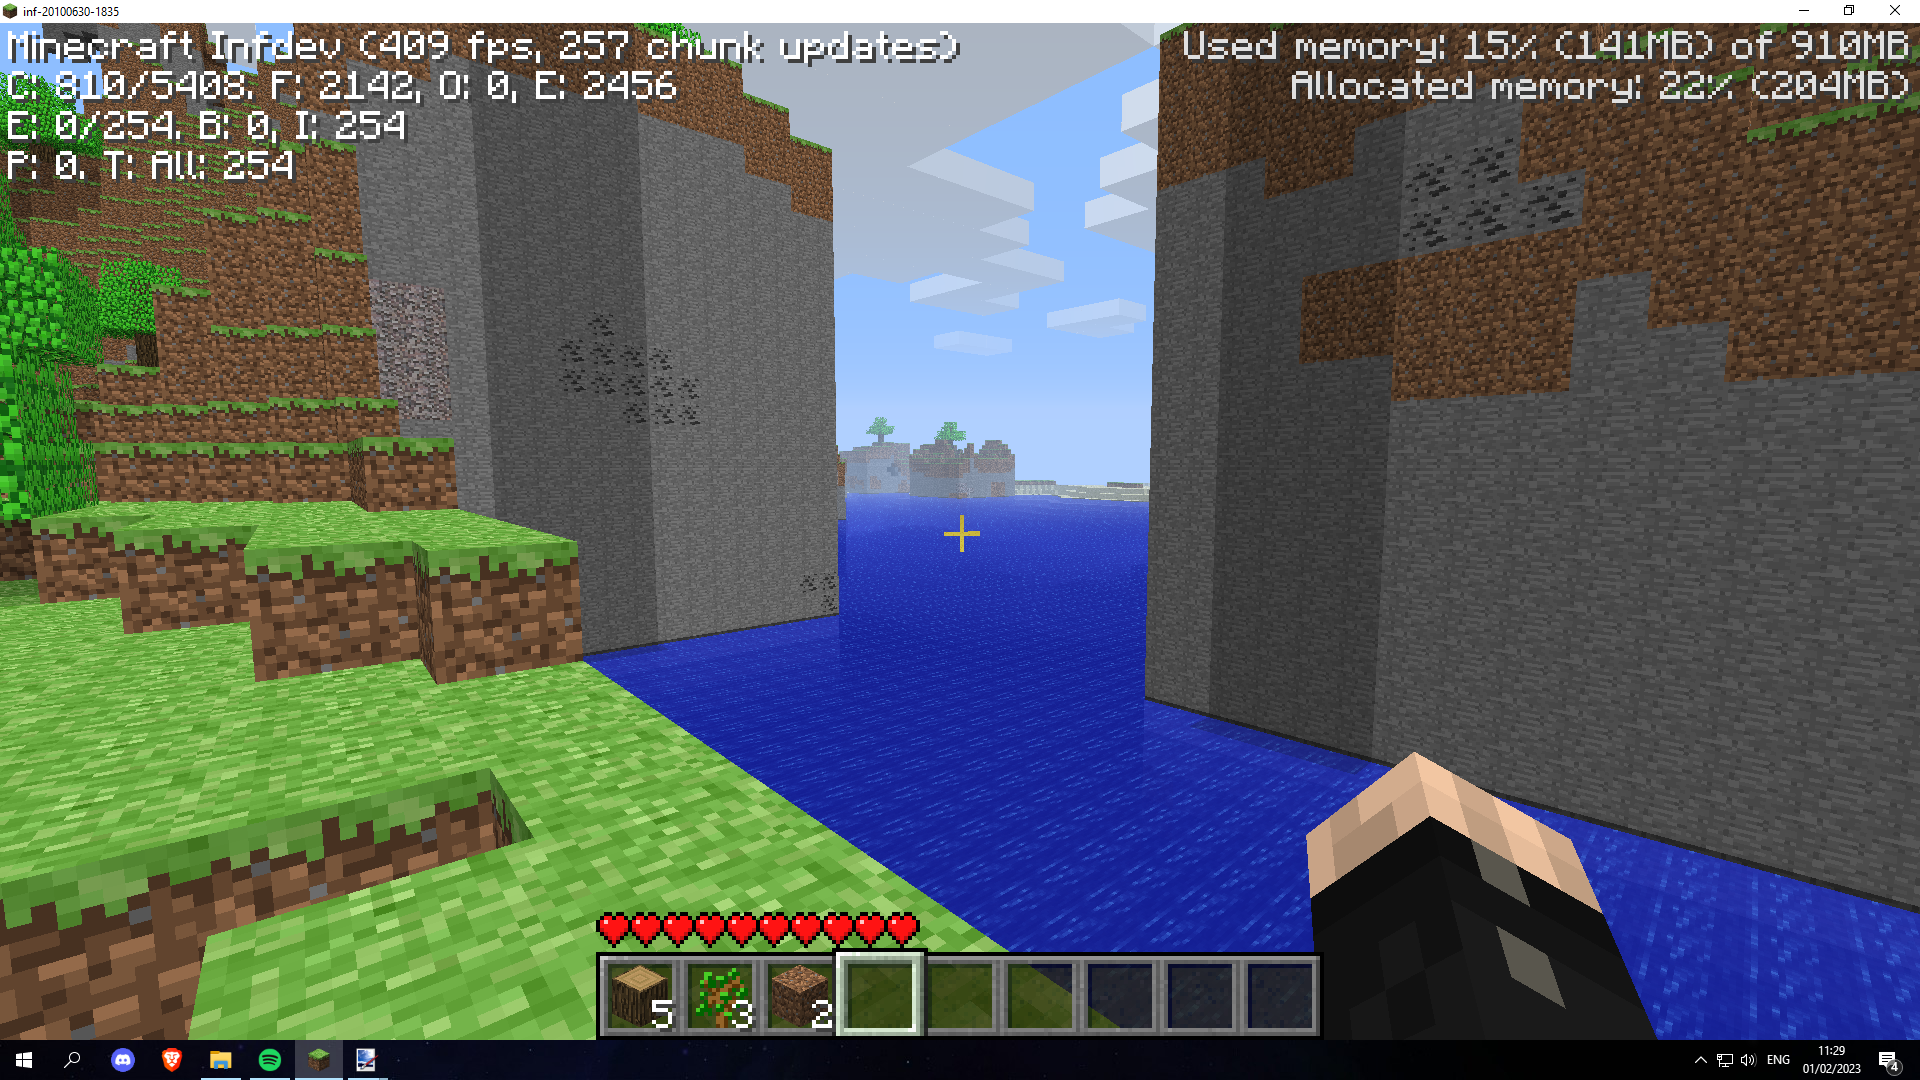 inf-20100630-1835
Minecraft Infdev (409 fps, 257 chunk updates)
C: 810/5408. F: 2142, O: 0, E: 2456
E: 0/254. B: 0, I: 254
P: 0. T: All: 254
Used memory: 15% (141MB) of 910MB
Allocated memory: 22% (204MB)
5 3 2
ENG
11:29
01/02/2023
4